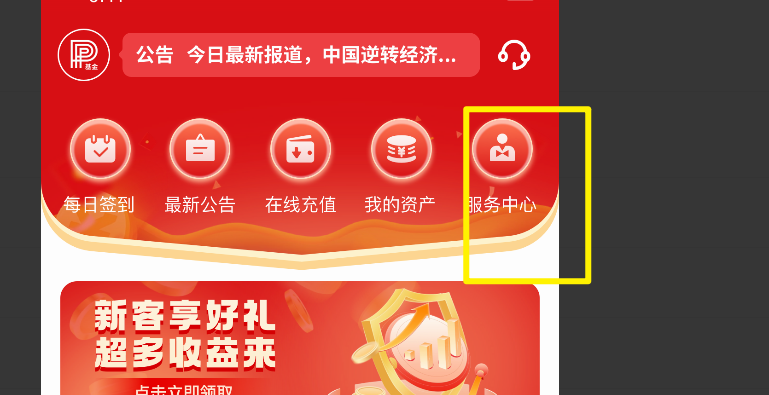 基金
公告 今日最新报道，中国逆转经济...
每日签到 最新公告 在线充值 我的资产 服务中心
新客享好礼
超多收益来
点击立即领取